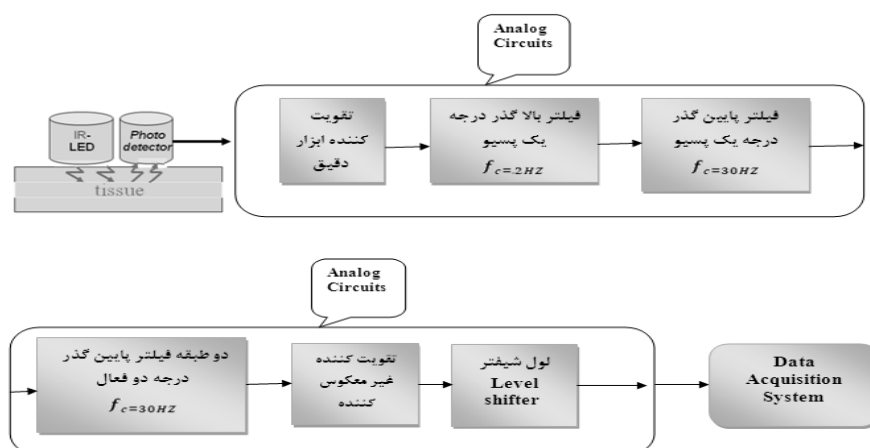 Analog
Circuits
IR-
LED
Photo
detector
tissue
تقویت
کننده ابزار
دقیق
فیلتر بالا گذر درجه
یک پسیو
fc=.2HZ
فیلتر پایین گذر
درجه یک پسیو
fc=30HZ
Analog
Circuits
دو طبقه فیلتر پایین گذر
درجه دو فعال
fc=30HZ
تقویت کننده
غیر معکوس
کننده
لول شیفتر
Level
shifter
Data
Acquisition
System